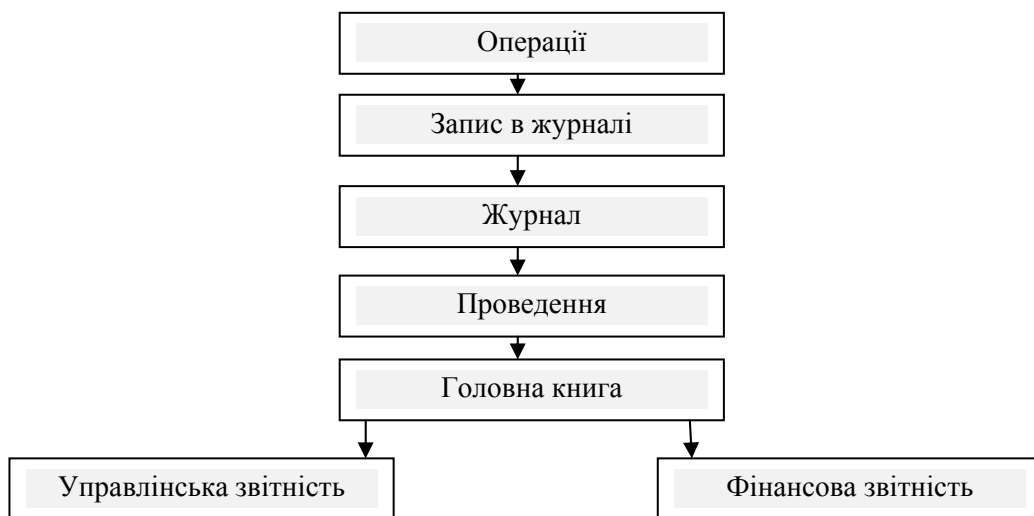 Операції
Запис в журналі
Журнал
Проведення
Головна книга
Управлінська звітність
Фінансова звітність